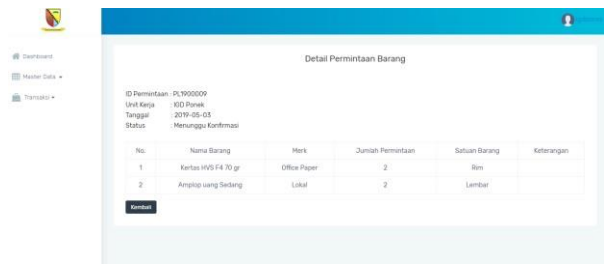 Dashboard
Master Data
Transaksi
Detail Permintaan Barang
ID Permintaan : PL1900009
Unit Kerja : IGD Ponek
Tanggal : 2019-05-03
Status : Menunggu Konfirmasi
No. Nama Barang Merk Jumlah Permintaan Satuan Barang Keterangan
1 Kertas HVS F4 70 gr Office Paper 2 Rim
2 Amplop uang Sedang Lokal 2 Lembar
Kembali